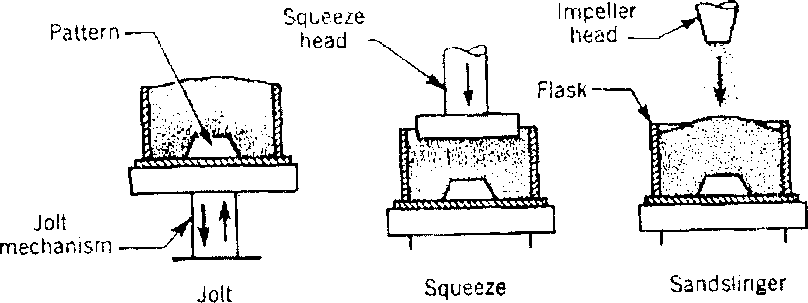 Pattern
Squeeze
head
Impeller
head
Flask
Jolt
mechanism
Jolt
Squeeze
Sandslinger